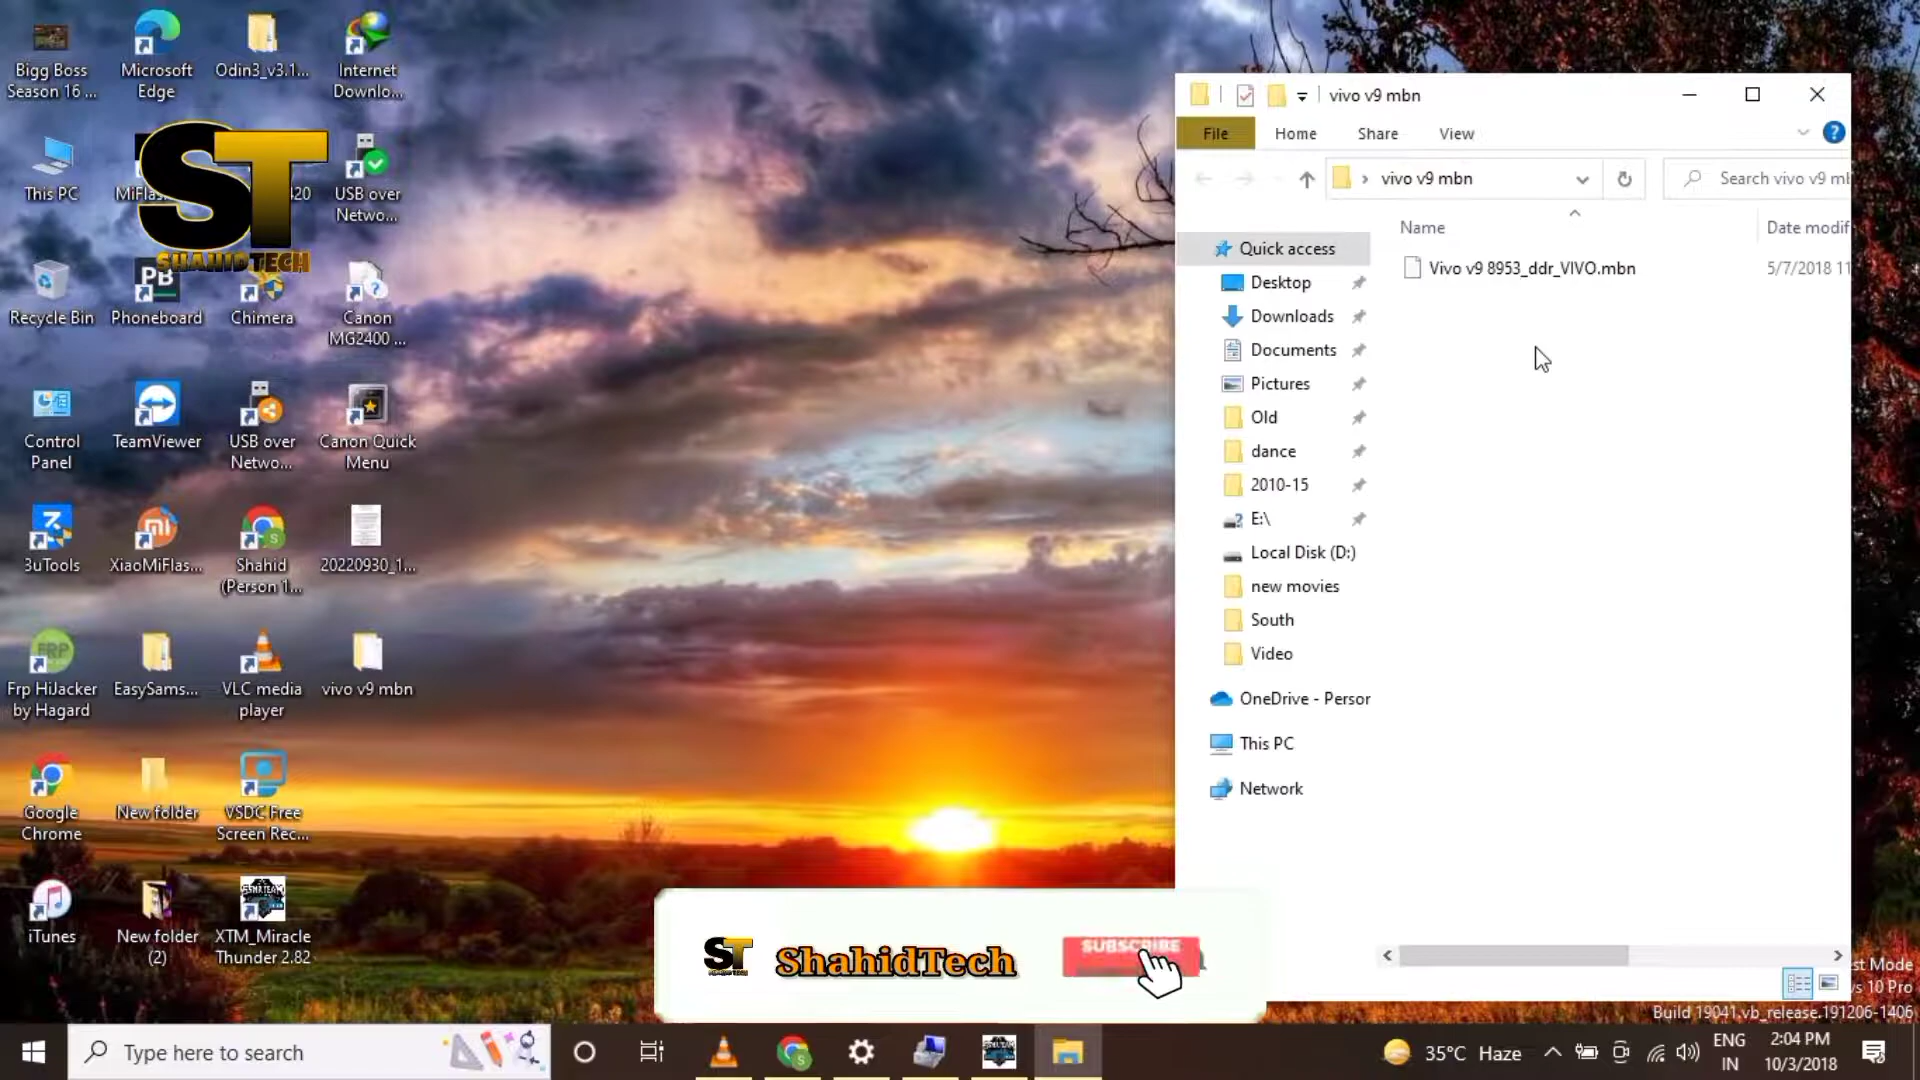 Bigg Boss
Season 16 ...
Microsoft
Edge
Odin3_v3.1...
Internet
Downlo...
This PC
MiFlas
420
USB over
Netwo...
ST
SHAHIDTECH
Recycle Bin
PB
Phoneboard
Chimera
Canon
MG2400 ...
Control
Panel
TeamViewer
USB over
Netwo...
Canon Quick
Menu
3uTools
XiaoMiFlas...
Shahid
(Person 1...
20220930_1...
FRP
Frp HiJacker
by Hagard
EasySams...
VLC media
player
vivo v9 mbn
Google
Chrome
New folder
VSDC Free
Screen Rec...
iTunes
New folder
(2)
XTM_Miracle
Thunder 2.82
vivo v9 mbn
File
Home
Share
View
vivo v9 mbn
Search vivo v9 mb
Name
Date modif
Vivo v9 8953_ddr_VIVO.mbn
5/7/2018 11
Quick access
Desktop
Downloads
Documents
Pictures
Old
dance
2010-15
E:\
Local Disk (D:)
new movies
South
Video
OneDrive - Persor
This PC
Network
ST
ShahidTech
SUBSCRIBE
st Mode
s 10 Pro
Build 19041.vb_release.191206-1406
Type here to search
35°C Haze
ENG
IN
2:04 PM
10/3/2018